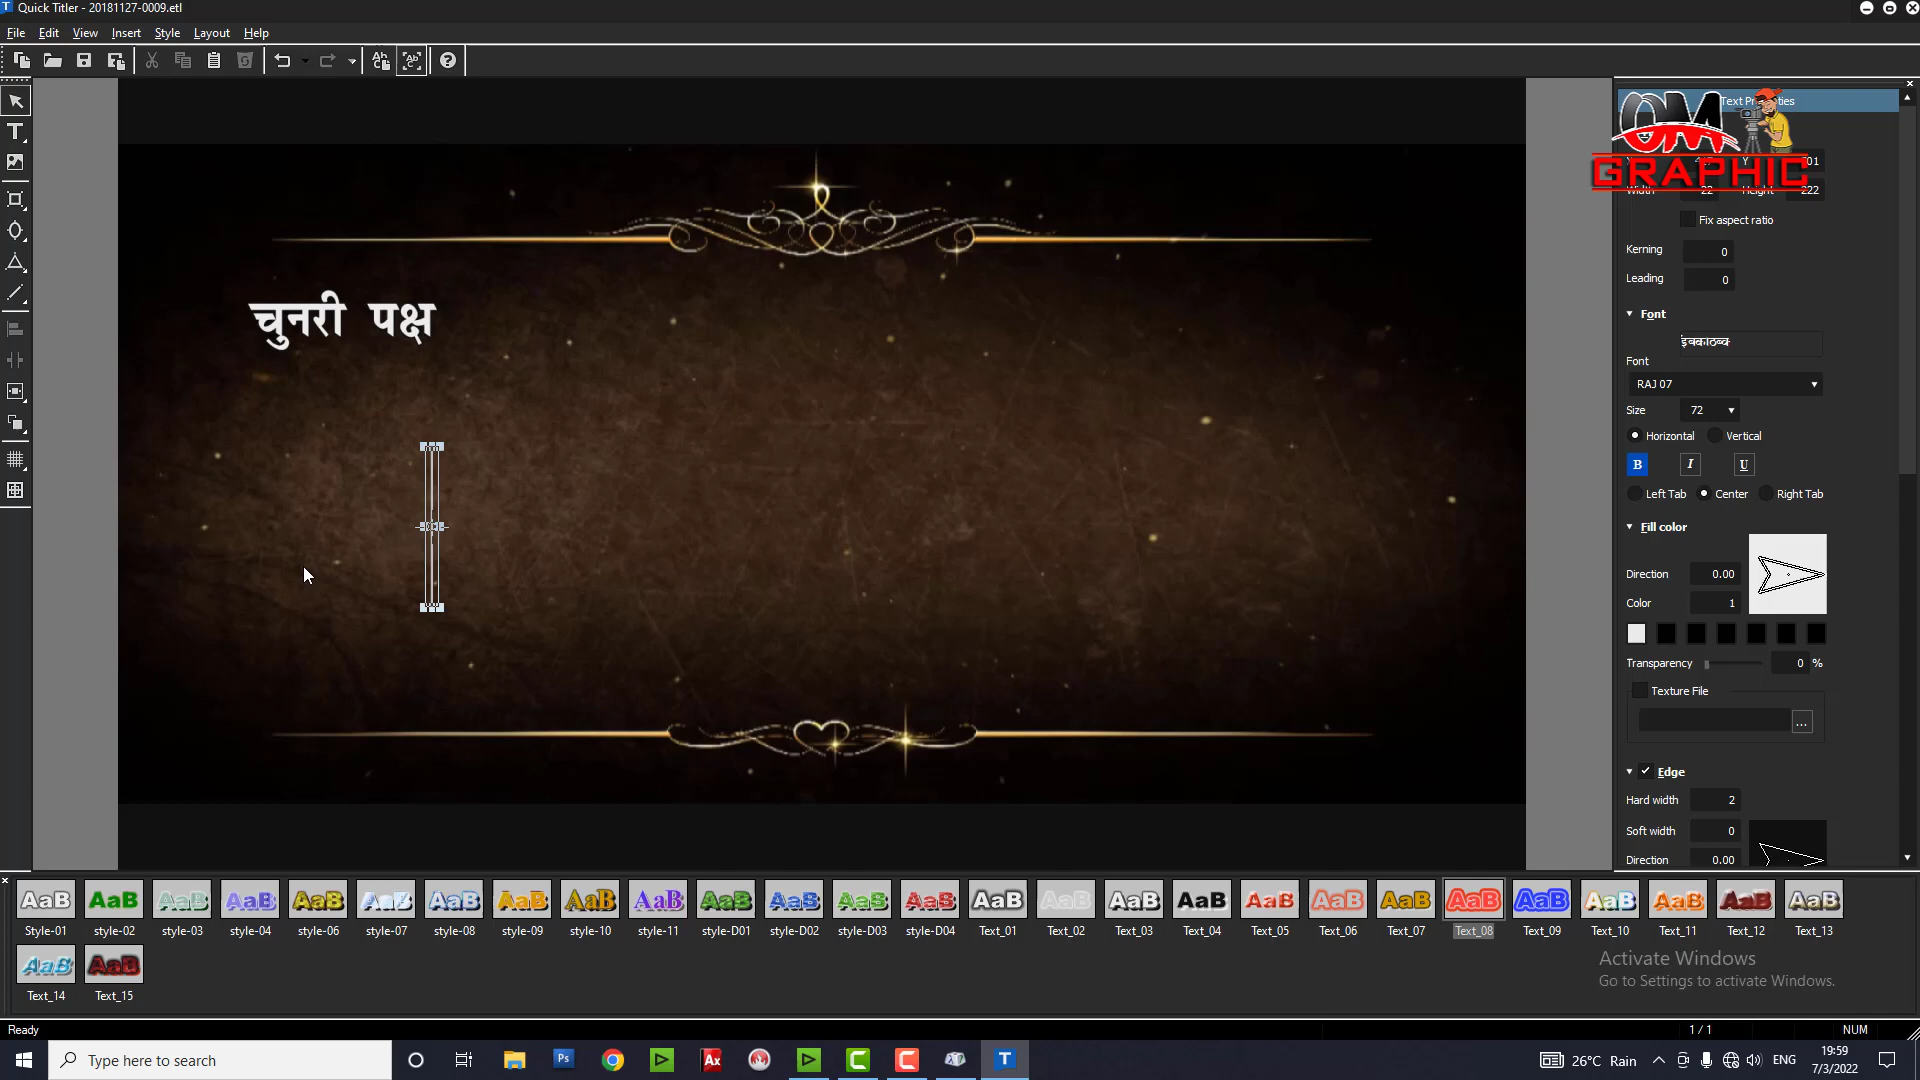 Quick Titler - 20181127-0009.etl
File Edit View Insert Style Layout Help
OM
GRAPHIC
Fix aspect ratio
Kerning 0
Leading 0
Font
Font
RAJ 07
Size 72
Horizontal Vertical
B I U
Left Tab Center Right Tab
Fill color
Direction 0.00
Color 1
Transparency 0 %
Texture File
...
Edge
Hard width 2
Soft width 0
Direction 0.00
चुनरी पक्ष
AaB AaB AaB AaB AaB AaB AaB AaB AaB AaB AaB AaB AaB AaB AaB AaB AaB AaB AaB AaB AaB AaB AaB AaB AaB AaB AaB
Style-01 style-02 style-03 style-04 style-06 style-07 style-08 style-09 style-10 style-11 style-D01 style-D02 style-D03 style-D04 Text_01 Text_02 Text_03 Text_04 Text_05 Text_06 Text_07 Text_08 Text_09 Text_10 Text_11 Text_12 Text_13
AaB AaB
Text_14 Text_15
Activate Windows
Go to Settings to activate Windows.
Ready 1 / 1 NUM
Type here to search
26°C Rain ENG 19:59
7/3/2022